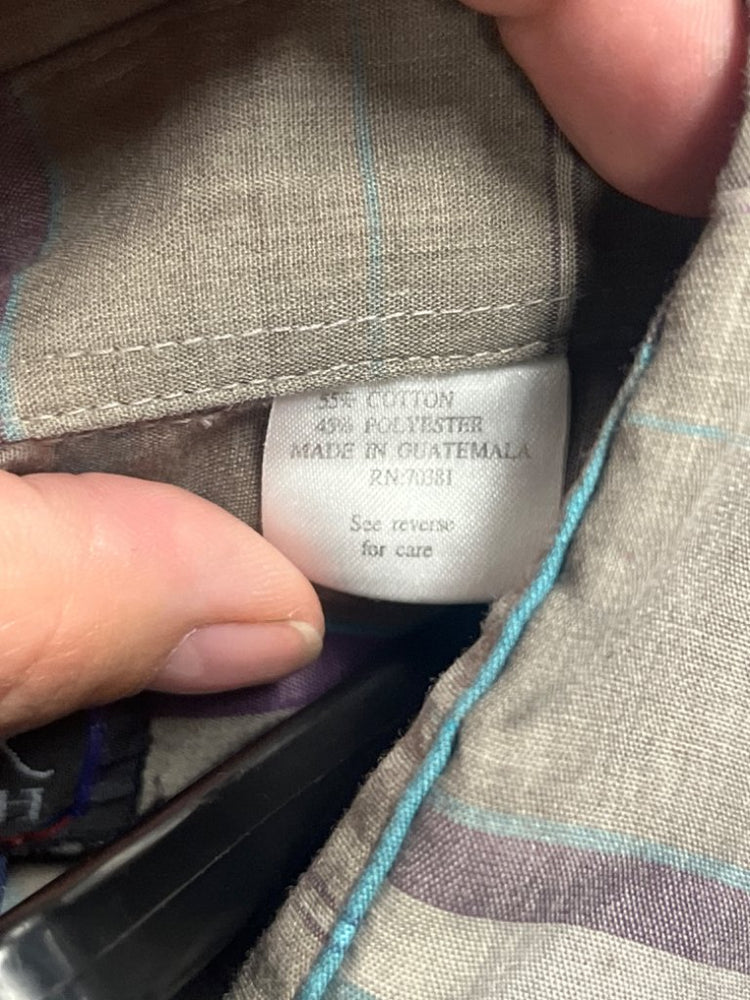 55% COTTON
45% POLYESTER
MADE IN GUATEMALA
RN:70381
See reverse
for care
H